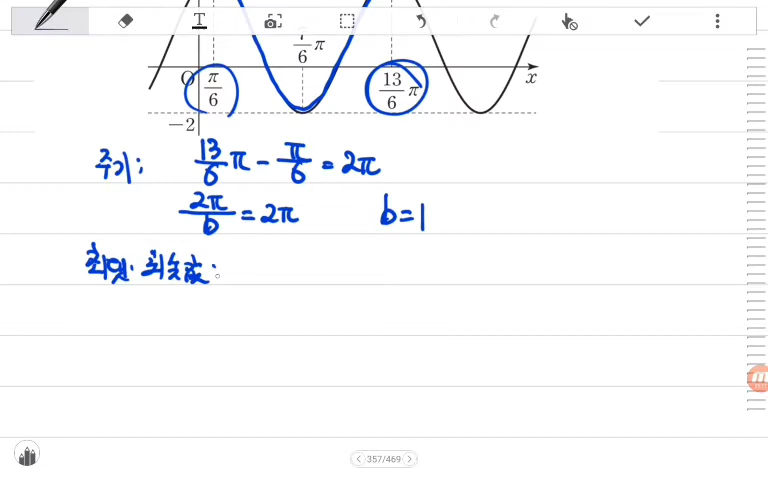 T
7/6 π
O π/6 13/6 π x
-2
주기: 13/6 π - π/6 = 2π
2π/b = 2π b=1
최댓·최솟값:
357/469